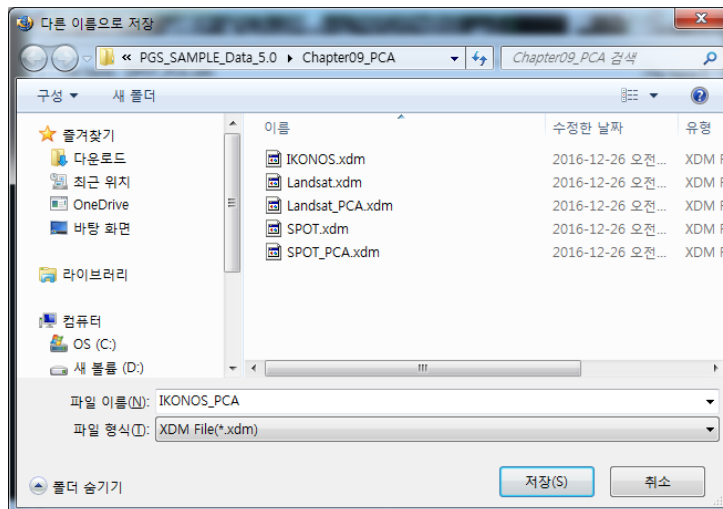 다른 이름으로 저장
« PGS_SAMPLE_Data_5.0 ▸ Chapter09_PCA
Chapter09_PCA 검색
구성 새 폴더
즐겨찾기
다운로드
최근 위치
OneDrive
바탕 화면
라이브러리
컴퓨터
OS (C:)
새 볼륨 (D:)
이름 수정한 날짜 유형
IKONOS.xdm 2016-12-26 오전... XDM F
Landsat.xdm 2016-12-26 오전... XDM F
Landsat_PCA.xdm 2016-12-26 오전... XDM F
SPOT.xdm 2016-12-26 오전... XDM F
SPOT_PCA.xdm 2016-12-26 오전... XDM F
파일 이름(N): IKONOS_PCA
파일 형식(T): XDM File(*.xdm)
폴더 숨기기 저장(S) 취소